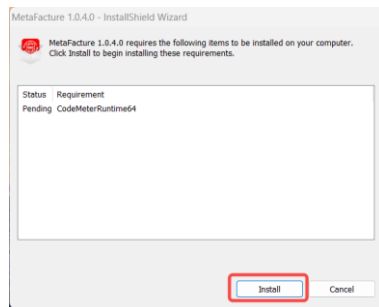 MetaFacture 1.0.4.0 - InstallShield Wizard
MetaFacture 1.0.4.0 requires the following items to be installed on your computer.
Click Install to begin installing these requirements.
Status Requirement
Pending CodeMeterRuntime64
Install Cancel